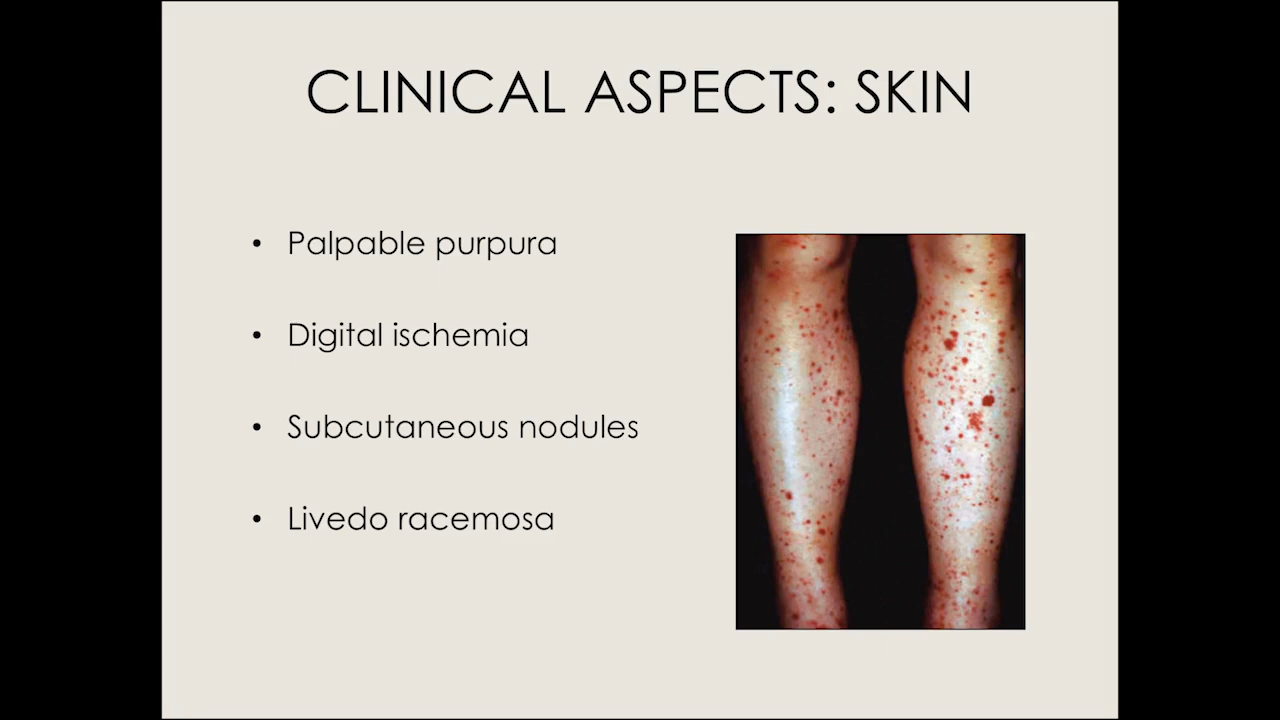 CLINICAL ASPECTS: SKIN
• Palpable purpura
• Digital ischemia
• Subcutaneous nodules
• Livedo racemosa